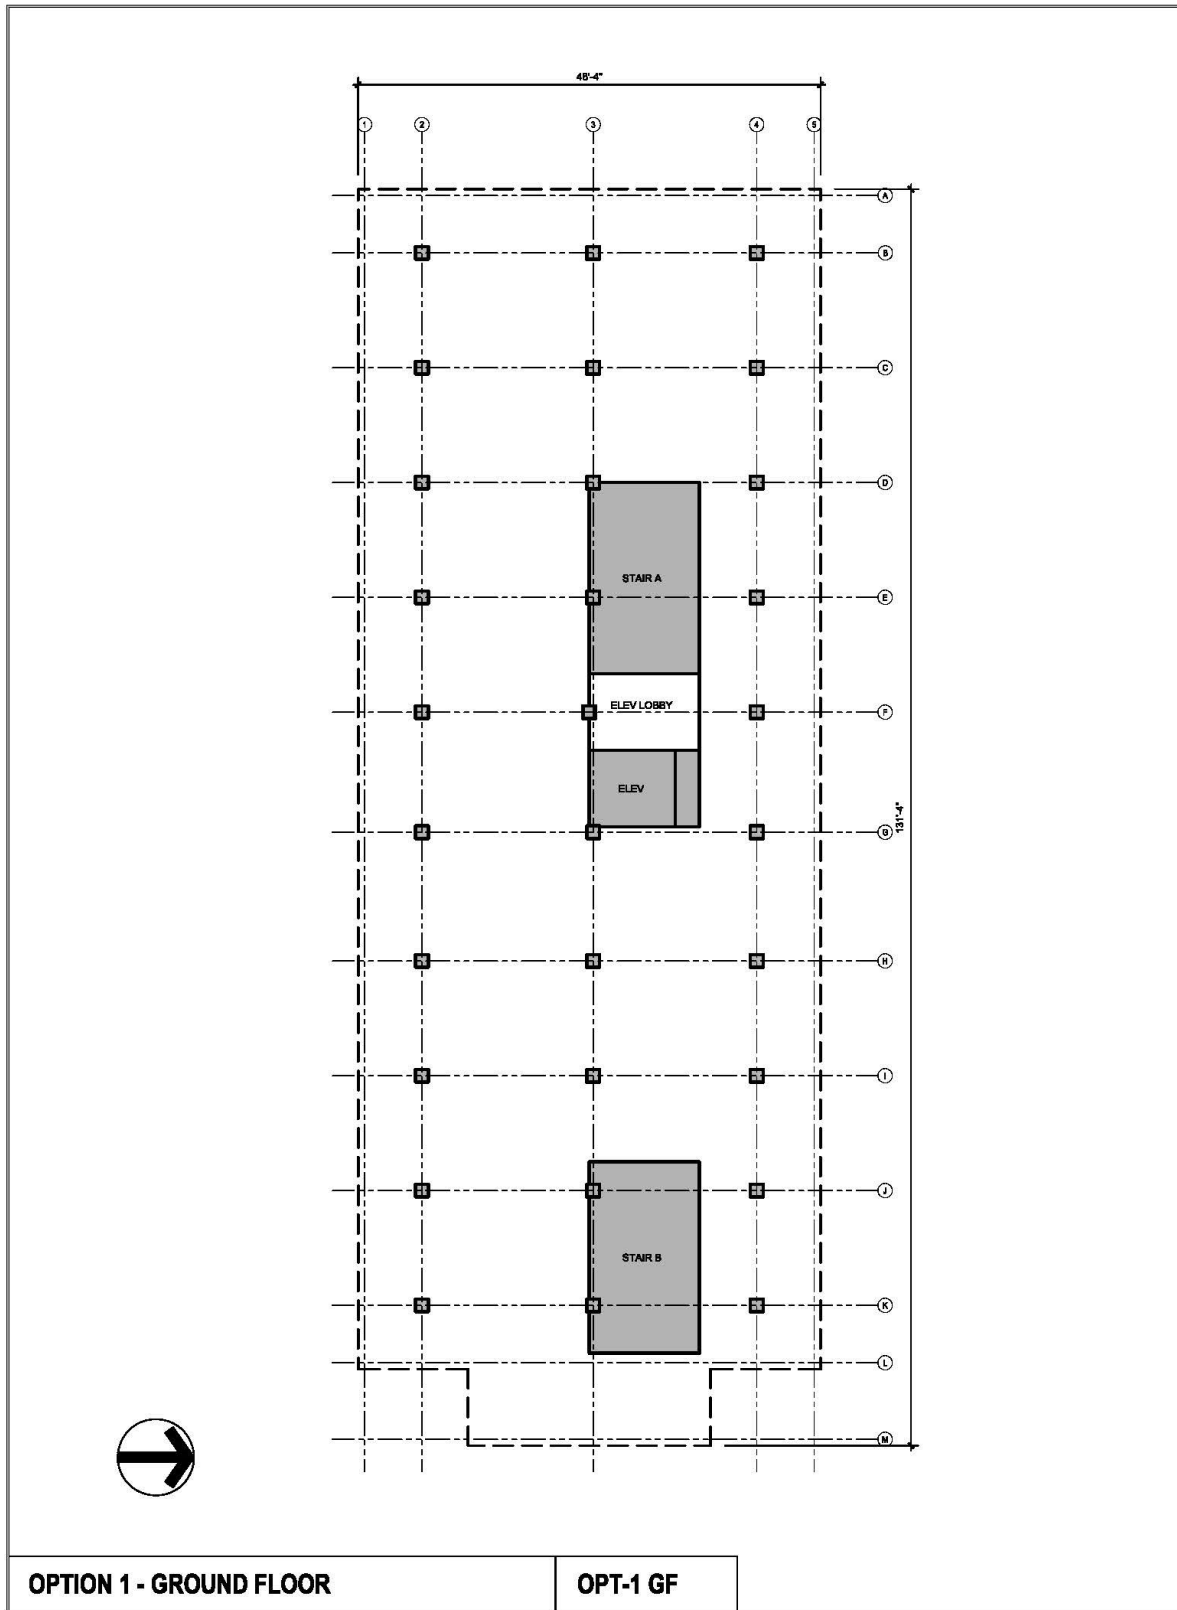 48'-4"
1 2 3 4 5
A
B
C
D
STAIR A
E
ELEV LOBBY
F
ELEV
131'-4"
G
H
I
J
STAIR B
K
L
M
OPTION 1 - GROUND FLOOR
OPT-1 GF